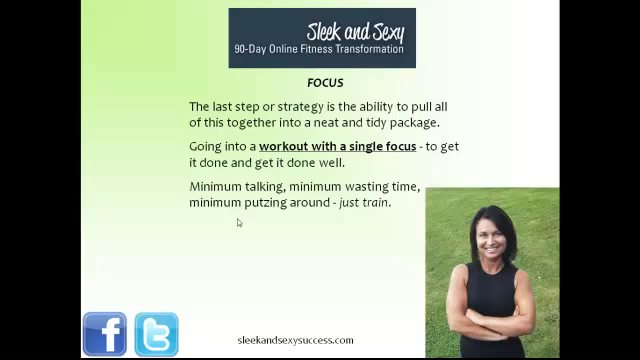 Sleek and Sexy
90-Day Online Fitness Transformation
FOCUS
The last step or strategy is the ability to pull all
of this together into a neat and tidy package.
Going into a workout with a single focus - to get
it done and get it done well.
Minimum talking, minimum wasting time,
minimum putzing around - just train.
f
t
sleekandsexysuccess.com